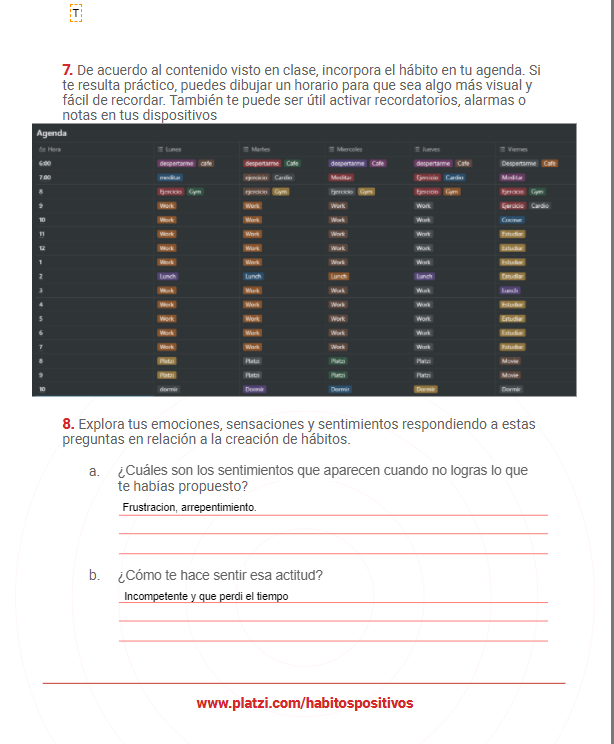 T
7. De acuerdo al contenido visto en clase, incorpora el hábito en tu agenda. Si
te resulta práctico, puedes dibujar un horario para que sea algo más visual y
fácil de recordar. También te puede ser útil activar recordatorios, alarmas o
notas en tus dispositivos
Agenda
Hora Lunes Martes Miercoles Jueves Viernes
6:00 despertarme cafe despertarme Cafe despertarme Cafe despertarme Cafe Despertarme Cafe
7:00 meditar ejercicio Cardio Meditar Ejercicio Cardio Meditar
8 Ejercicio Gym ejercicio Gym Ejercicio Gym Ejercicio Gym Ejercicio Gym
9 Work Work Work Work Ejercicio Cardio
10 Work Work Work Work
11 Work Work Work Work Estudiar
12 Work Work Work Work Estudiar
1 Work Work Work Work Estudiar
2 Lunch Lunch Lunch Lunch Estudiar
3 Work Work Work Work Lunch
4 Work Work Work Work Estudiar
5 Work Work Work Work Estudiar
6 Work Work Work Work Estudiar
7 Work Work Work Work Estudiar
8 Platzi Platzi Platzi Platzi Movie
9 Platzi Platzi Platzi Platzi Movie
10 dormir Dormir Dormir Dormir Dormir
8. Explora tus emociones, sensaciones y sentimientos respondiendo a estas
preguntas en relación a la creación de hábitos.
a. ¿Cuáles son los sentimientos que aparecen cuando no logras lo que
te habías propuesto?
Frustracion, arrepentimiento.
b. ¿Cómo te hace sentir esa actitud?
Incompetente y que perdi el tiempo
www.platzi.com/habitospositivos